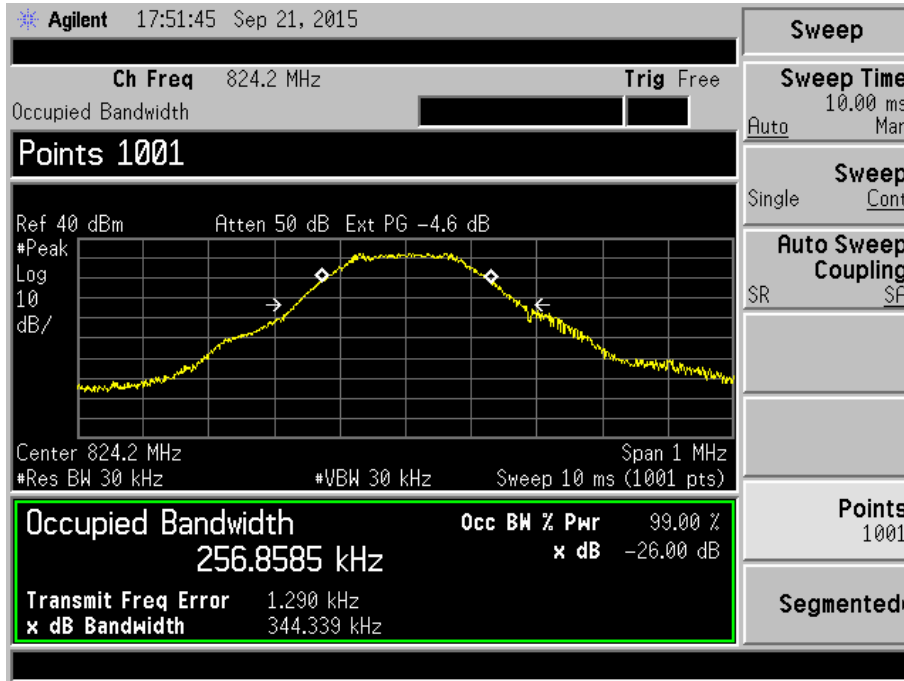 Agilent 17:51:45 Sep 21, 2015
Ch Freq 824.2 MHz Trig Free
Occupied Bandwidth
Points 1001
Ref 40 dBm Atten 50 dB Ext PG -4.6 dB
#Peak
Log
10
dB/
Center 824.2 MHz Span 1 MHz
#Res BW 30 kHz #VBW 30 kHz Sweep 10 ms (1001 pts)
Occupied Bandwidth Occ BW % Pwr 99.00 %
256.8585 kHz x dB -26.00 dB
Transmit Freq Error 1.290 kHz
x dB Bandwidth 344.339 kHz
Sweep
Sweep Time
10.00 ms
Auto Man
Sweep
Single Cont
Auto Sweep
Coupling
SR
Points
1001
Segmented